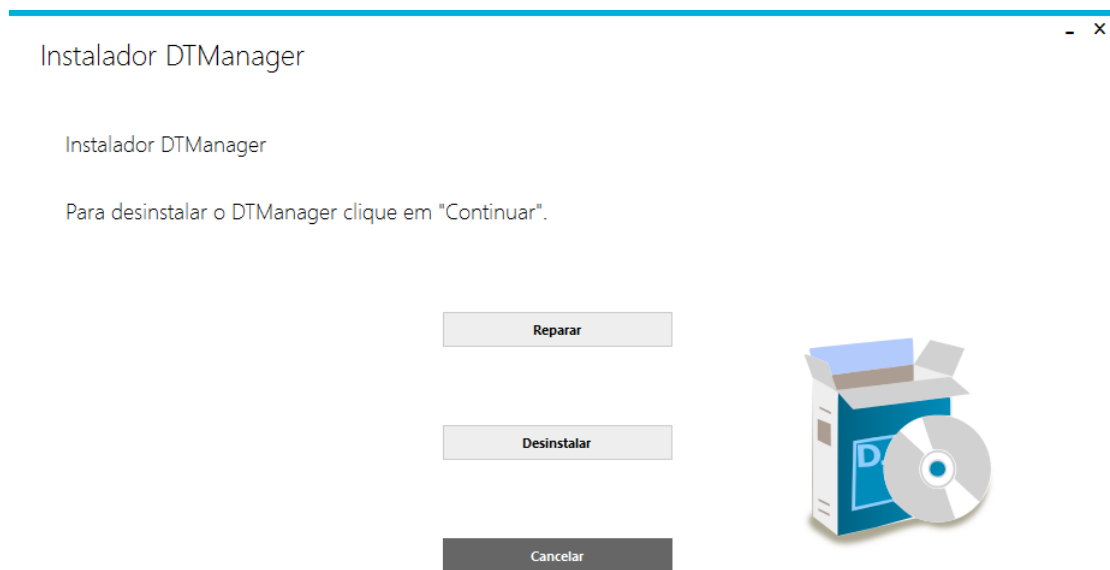 Instalador DTManager
Instalador DTManager
Para desinstalar o DTManager clique em "Continuar".
Reparar
Desinstalar
Cancelar